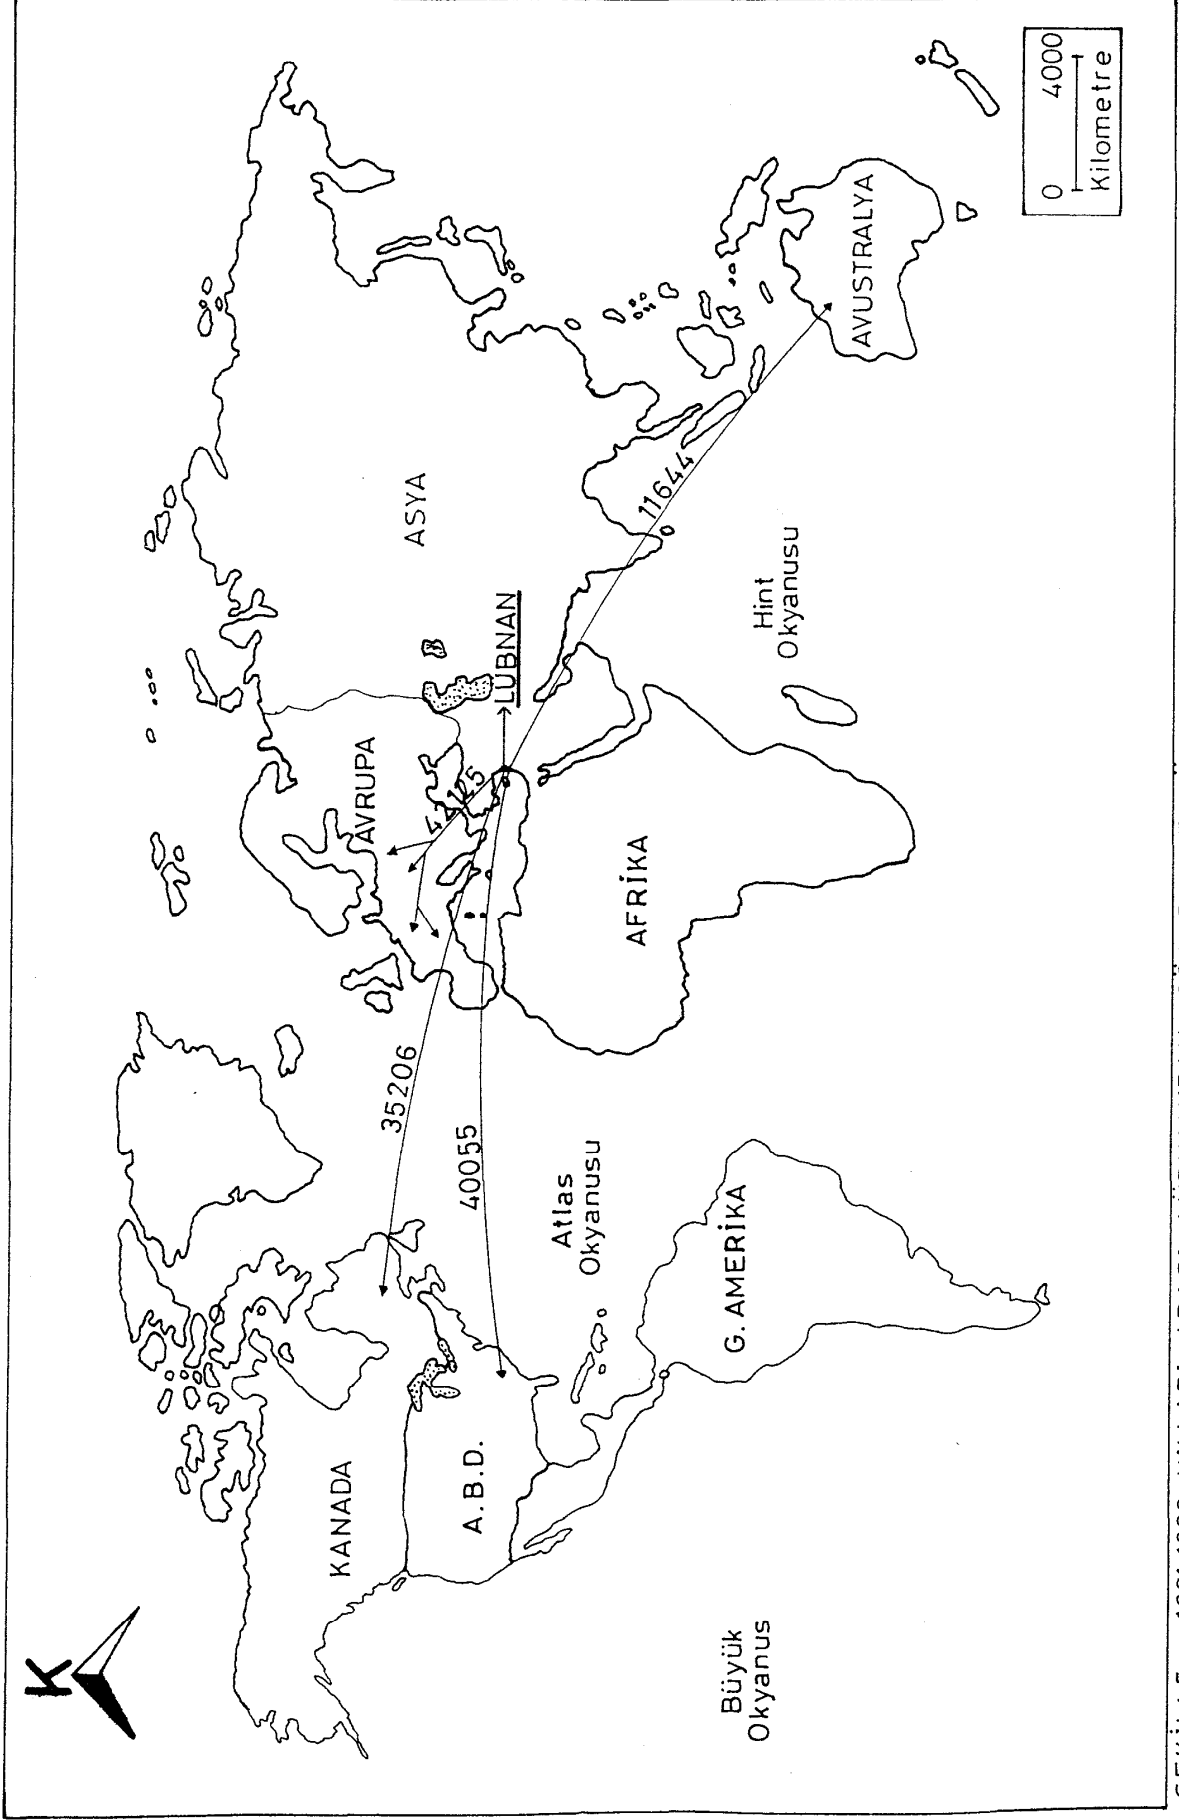 K
KANADA
A.B.D.
Büyük
Okyanus
G. AMERİKA
Atlas
Okyanusu
35206
40055
AVRUPA
42125
AFRİKA
LÜBNAN
ASYA
11644
Hint
Okyanusu
AVUSTRALYA
0 4000
Kilometre